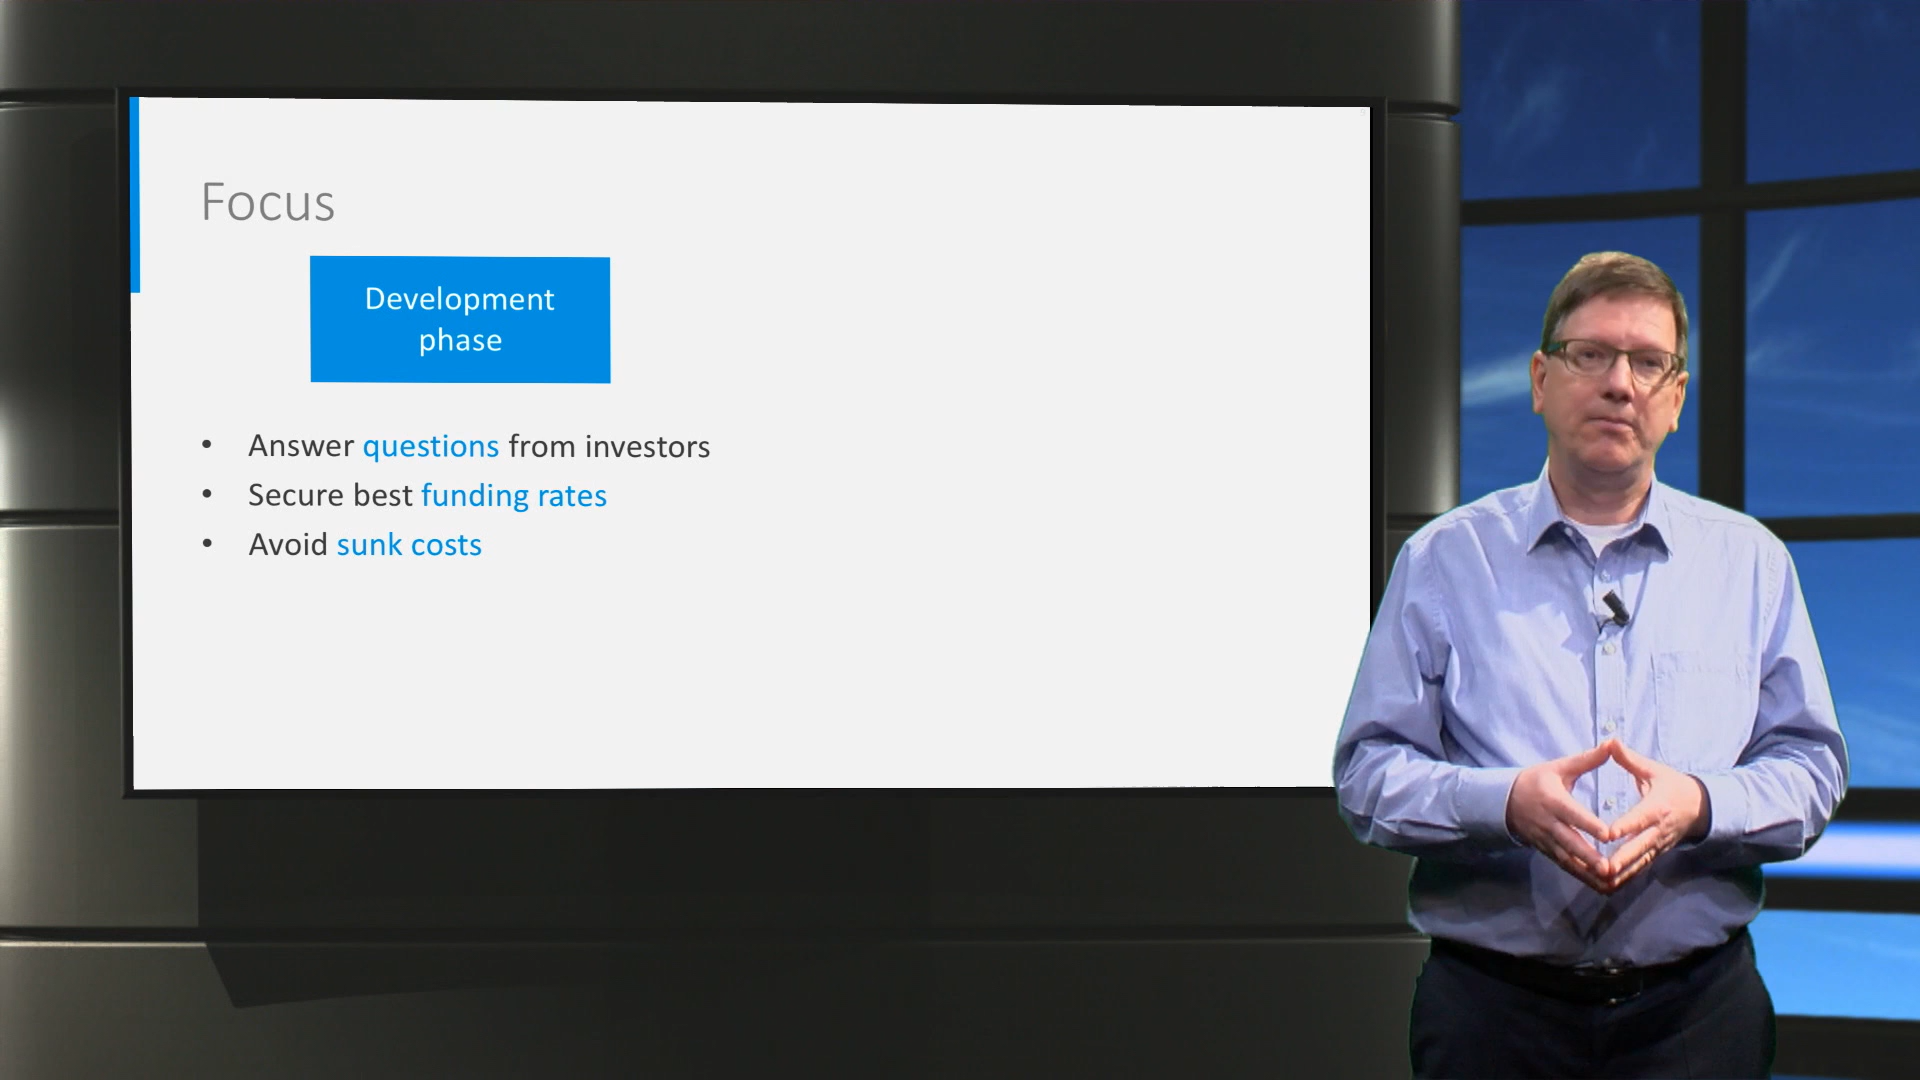 Focus
Development
phase
• Answer questions from investors
• Secure best funding rates
• Avoid sunk costs